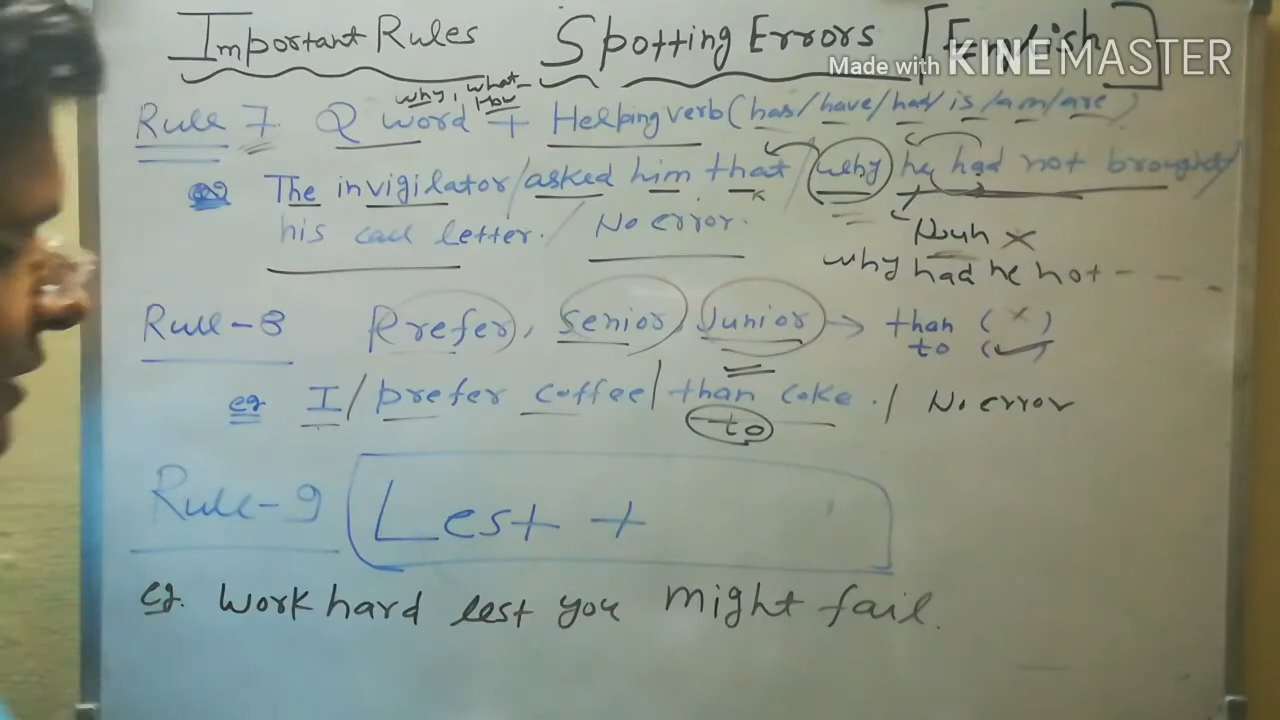 Important Rules Spotting Errors [English]
Made with KINEMASTER
why, what
How
Rule 7 Q word + Helping verb (has/have/had/is/am/are)
The invigilator/asked him that/why he had not brought/
his call letter./ No error.
why had he not ----
Rule-8 Prefer, Senior, Junior → than (×)
to (✓)
eg I/prefer coffee/than coke./ No error
to
Rule-9 Lest +
eg. work hard lest you might fail.